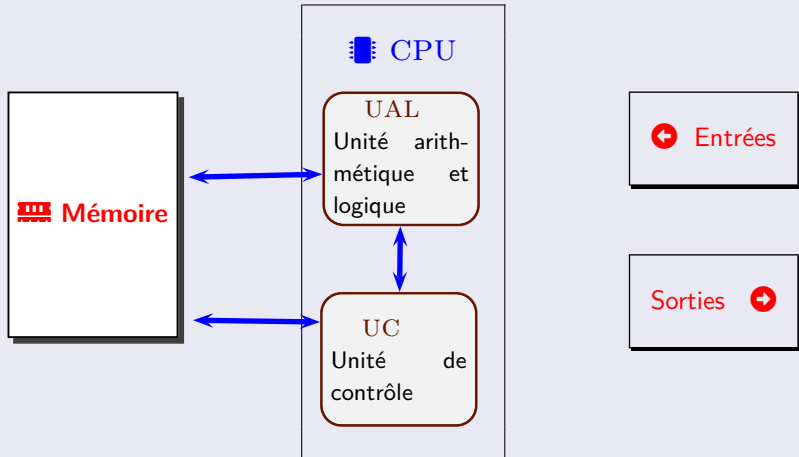 CPU
Mémoire
UAL
Unité arith-
métique et
logique
UC
Unité de
contrôle
Entrées
Sorties